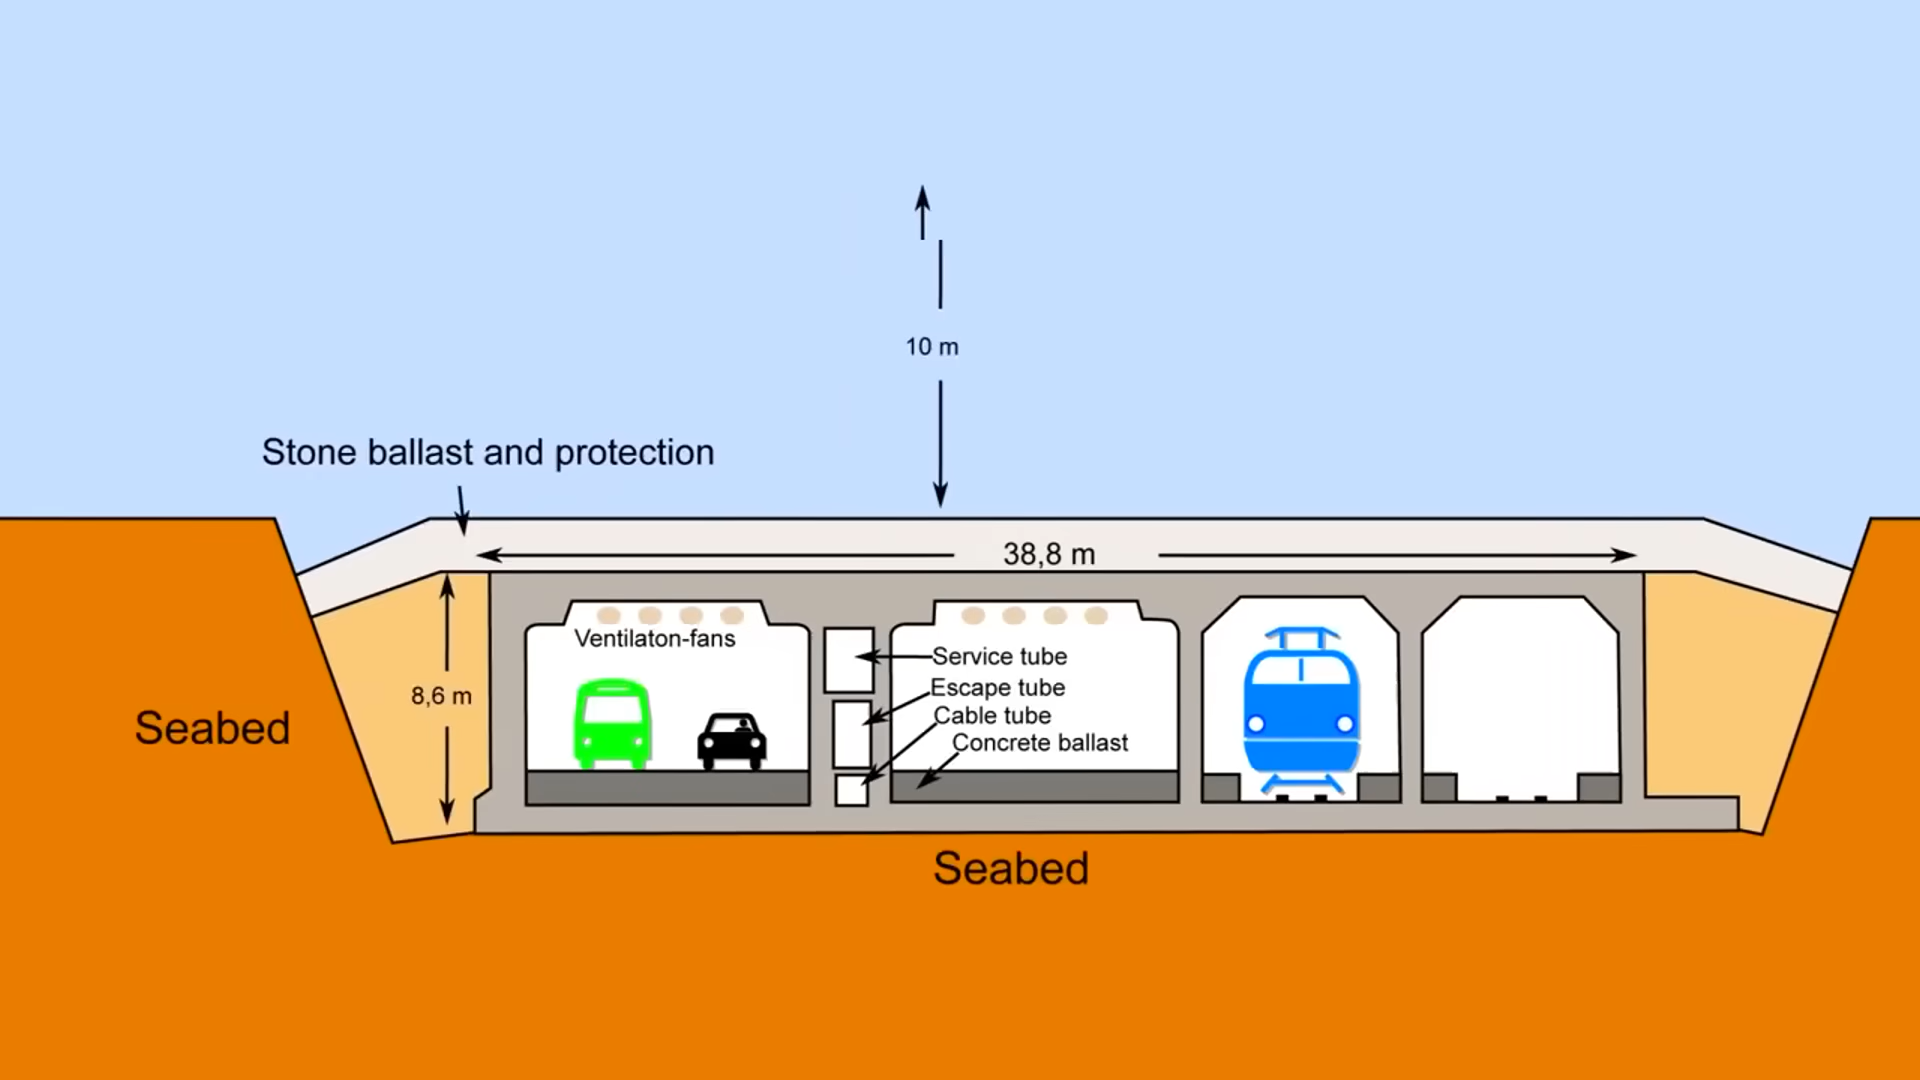 10 m
Stone ballast and protection
38,8 m
Ventilaton-fans
Service tube
Escape tube
Cable tube
Concrete ballast
8,6 m
Seabed
Seabed